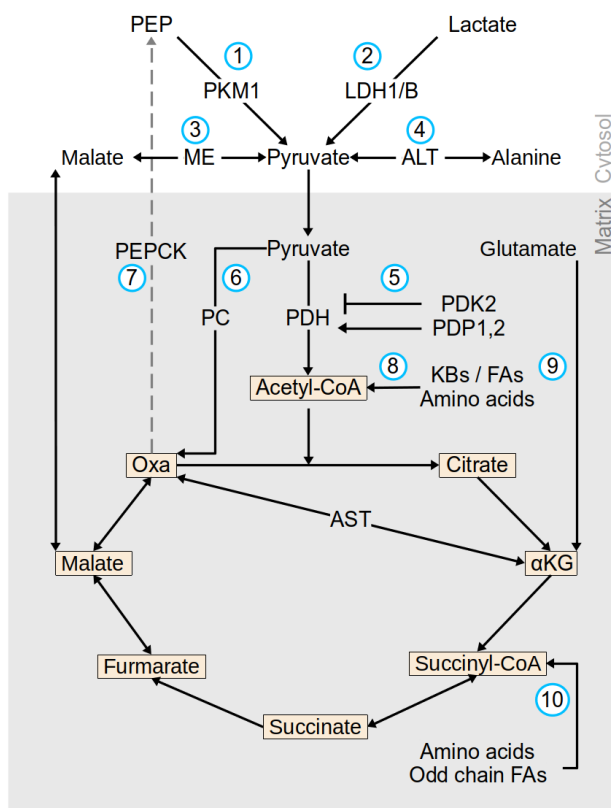 PEP
Lactate
1
2
PKM1
LDH1/B
3
4
Malate
ME
Pyruvate
ALT
Alanine
Cytosol
Matrix
PEPCK
Pyruvate
Glutamate
7
6
5
PC
PDH
PDK2
PDP1,2
8
9
Acetyl-CoA
KBs / FAs
Amino acids
Oxa
Citrate
AST
Malate
αKG
Furmarate
Succinyl-CoA
10
Succinate
Amino acids
Odd chain FAs